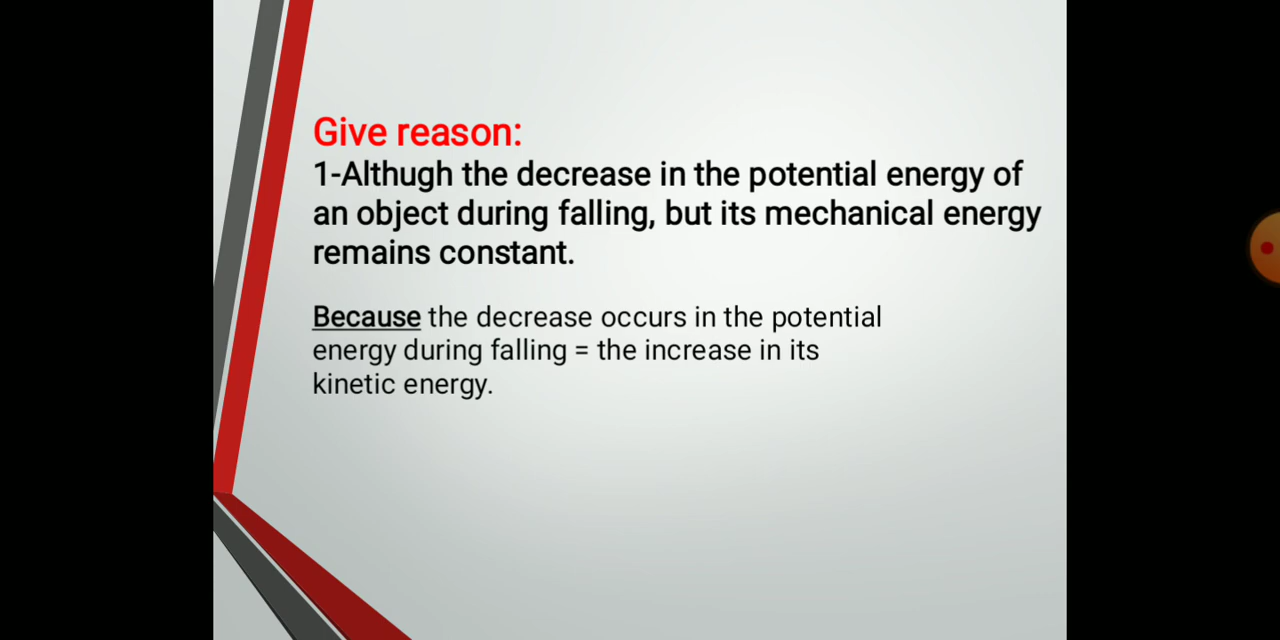 Give reason:
1-Althugh the decrease in the potential energy of
an object during falling, but its mechanical energy
remains constant.
Because the decrease occurs in the potential
energy during falling = the increase in its
kinetic energy.